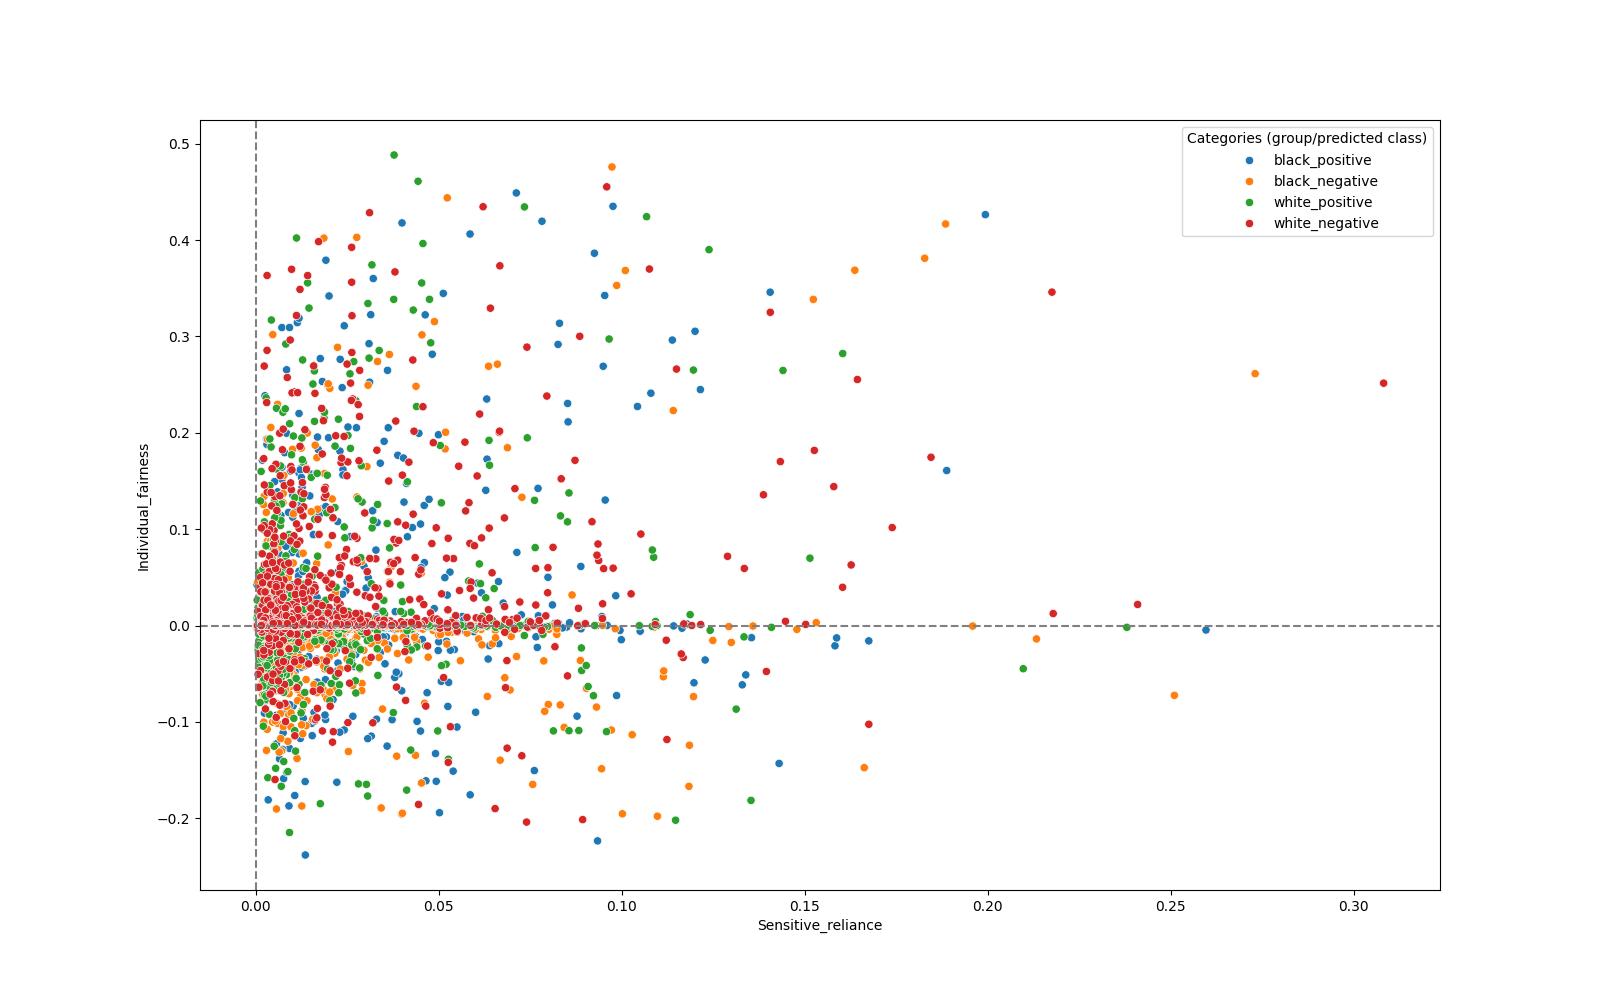 Categories (group/predicted class)
black_positive
black_negative
white_positive
white_negative
0.5
0.4
0.3
0.2
0.1
0.0
−0.1
−0.2
Individual_fairness
0.00
0.05
0.10
0.15
0.20
0.25
0.30
Sensitive_reliance